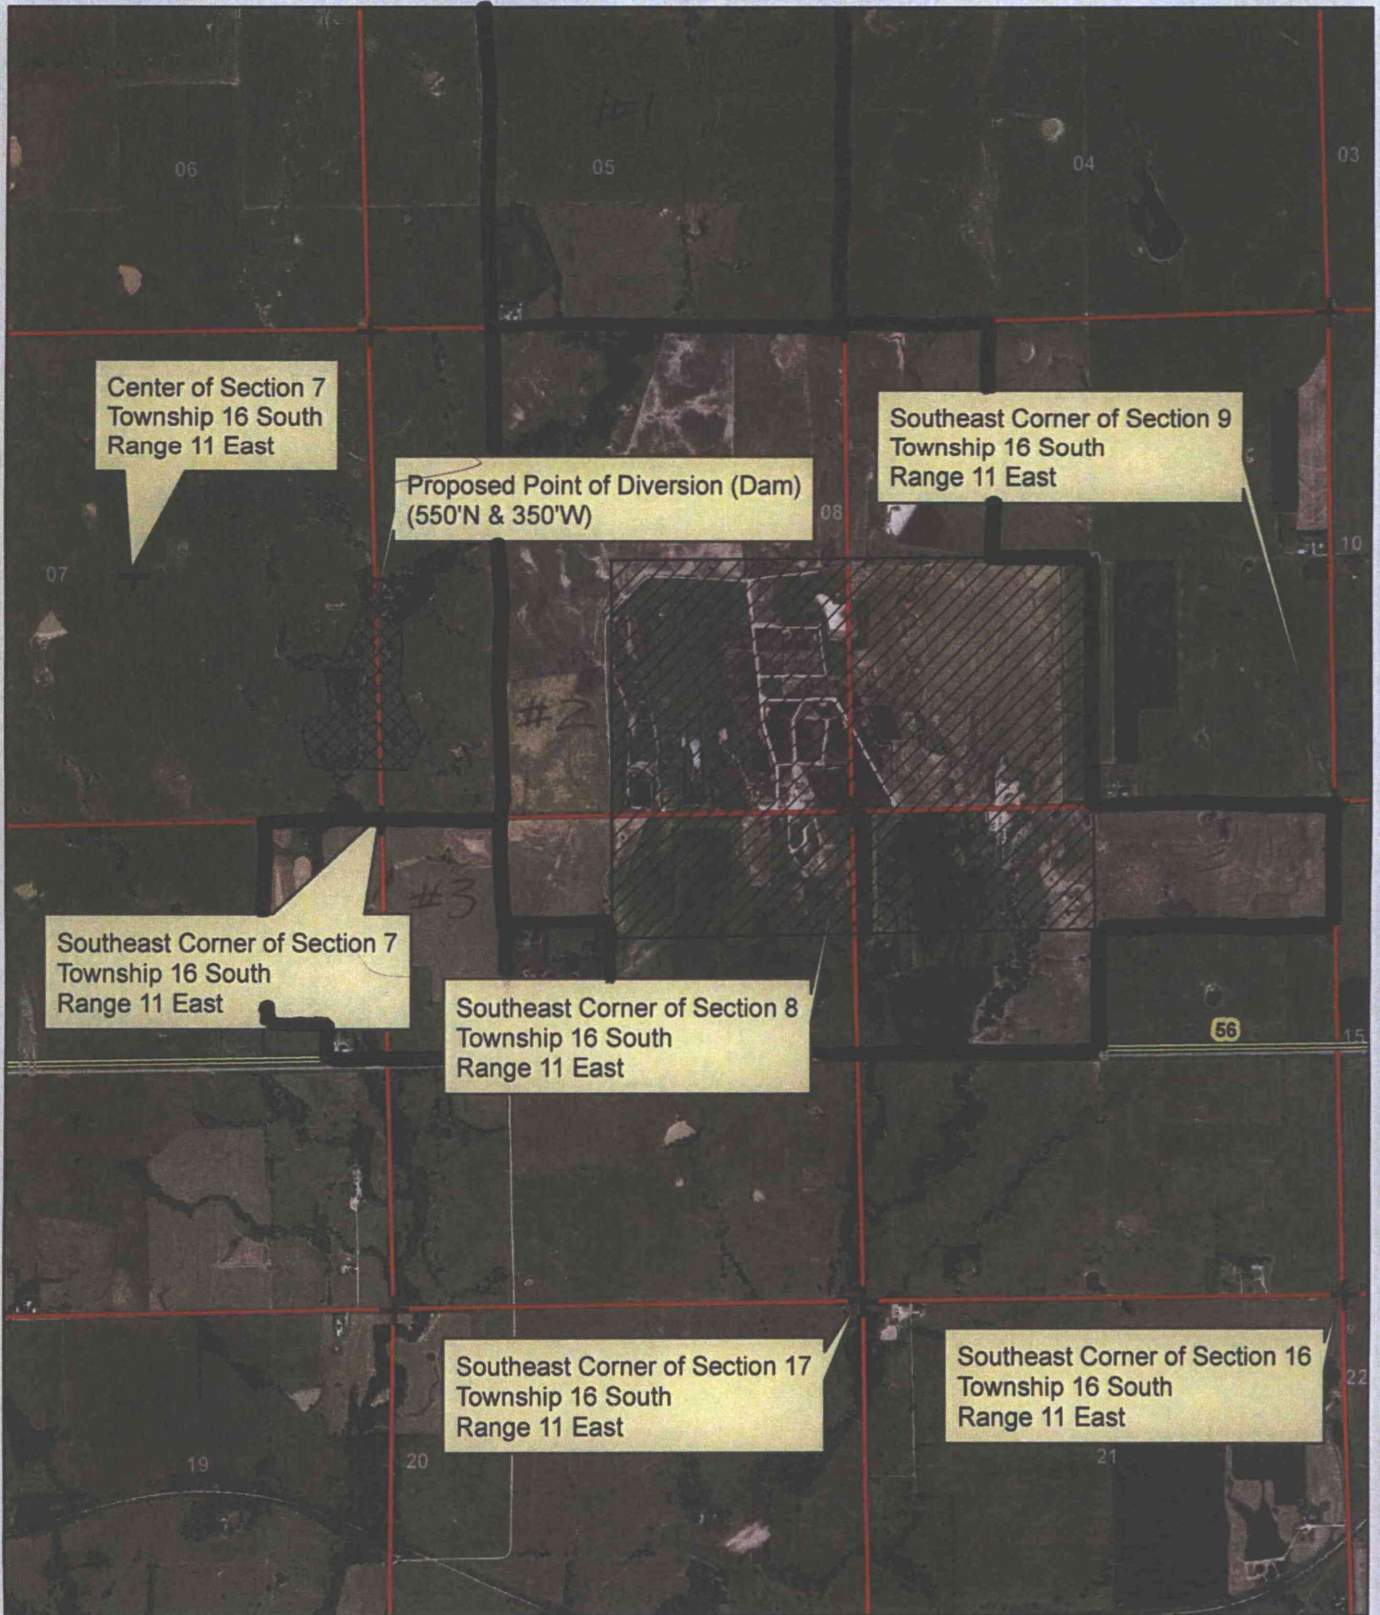 #1
06
05
04
03
Center of Section 7
Township 16 South
Range 11 East
Southeast Corner of Section 9
Township 16 South
Range 11 East
Proposed Point of Diversion (Dam)
(550'N & 350'W)
08
10
07
#2
#3
Southeast Corner of Section 7
Township 16 South
Range 11 East
Southeast Corner of Section 8
Township 16 South
Range 11 East
56
15
Southeast Corner of Section 17
Township 16 South
Range 11 East
Southeast Corner of Section 16
Township 16 South
Range 11 East
22
19
20
21